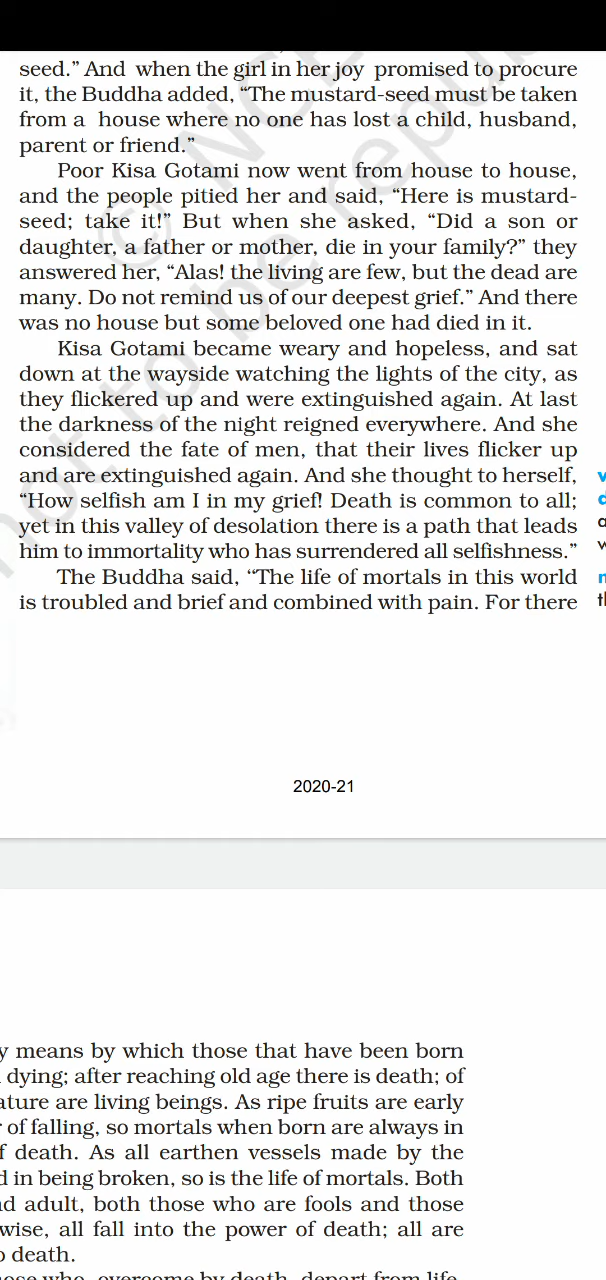 seed.” And when the girl in her joy promised to procure
it, the Buddha added, “The mustard-seed must be taken
from a house where no one has lost a child, husband,
parent or friend.”
Poor Kisa Gotami now went from house to house,
and the people pitied her and said, “Here is mustard-
seed; take it!” But when she asked, “Did a son or
daughter, a father or mother, die in your family?” they
answered her, “Alas! the living are few, but the dead are
many. Do not remind us of our deepest grief.” And there
was no house but some beloved one had died in it.
Kisa Gotami became weary and hopeless, and sat
down at the wayside watching the lights of the city, as
they flickered up and were extinguished again. At last
the darkness of the night reigned everywhere. And she
considered the fate of men, that their lives flicker up
and are extinguished again. And she thought to herself,
“How selfish am I in my grief! Death is common to all;
yet in this valley of desolation there is a path that leads
him to immortality who has surrendered all selfishness.”
The Buddha said, “The life of mortals in this world
is troubled and brief and combined with pain. For there
2020-21
y means by which those that have been born
dying; after reaching old age there is death; of
ature are living beings. As ripe fruits are early
r of falling, so mortals when born are always in
f death. As all earthen vessels made by the
d in being broken, so is the life of mortals. Both
nd adult, both those who are fools and those
wise, all fall into the power of death; all are
o death.
ose who, overcome by death, depart from life,